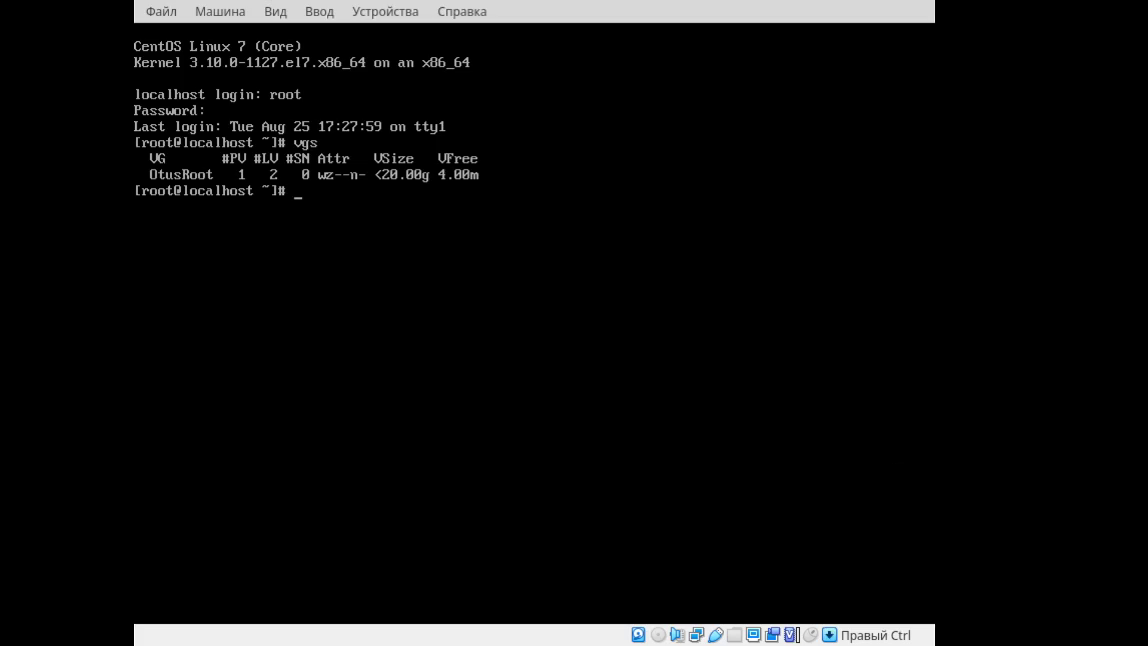 Файл Машина Вид Ввод Устройства Справка
CentOS Linux 7 (Core)
Kernel 3.10.0-1127.el7.x86_64 on an x86_64
localhost login: root
Password:
Last login: Tue Aug 25 17:27:59 on tty1
[root@localhost ~]# vgs
VG #PV #LV #SN Attr VSize VFree
OtusRoot 1 2 0 wz--n- <20.00g 4.00m
[root@localhost ~]# _
Правый Ctrl